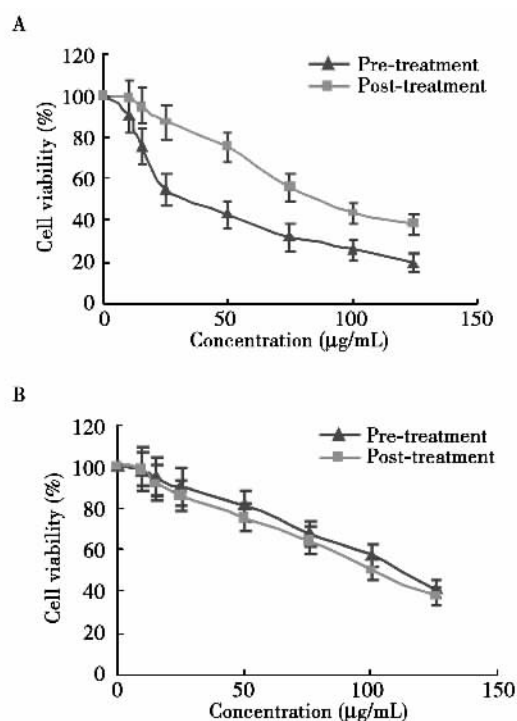 A
120
100
80
60
40
20
0
Cell viability (%)
Pre-treatment
Post-treatment
0
50
100
150
Concentration (μg/mL)
B
120
100
80
60
40
20
0
Cell viability (%)
Pre-treatment
Post-treatment
0
50
100
150
Concentration (μg/mL)